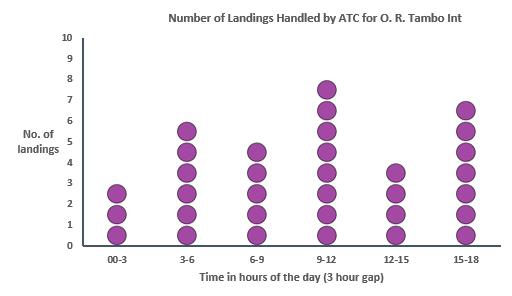 Number of Landings Handled by ATC for O. R. Tambo Int
10
9
8
7
6
5
4
3
2
1
0
No. of
landings
00-3 3-6 6-9 9-12 12-15 15-18
Time in hours of the day (3 hour gap)